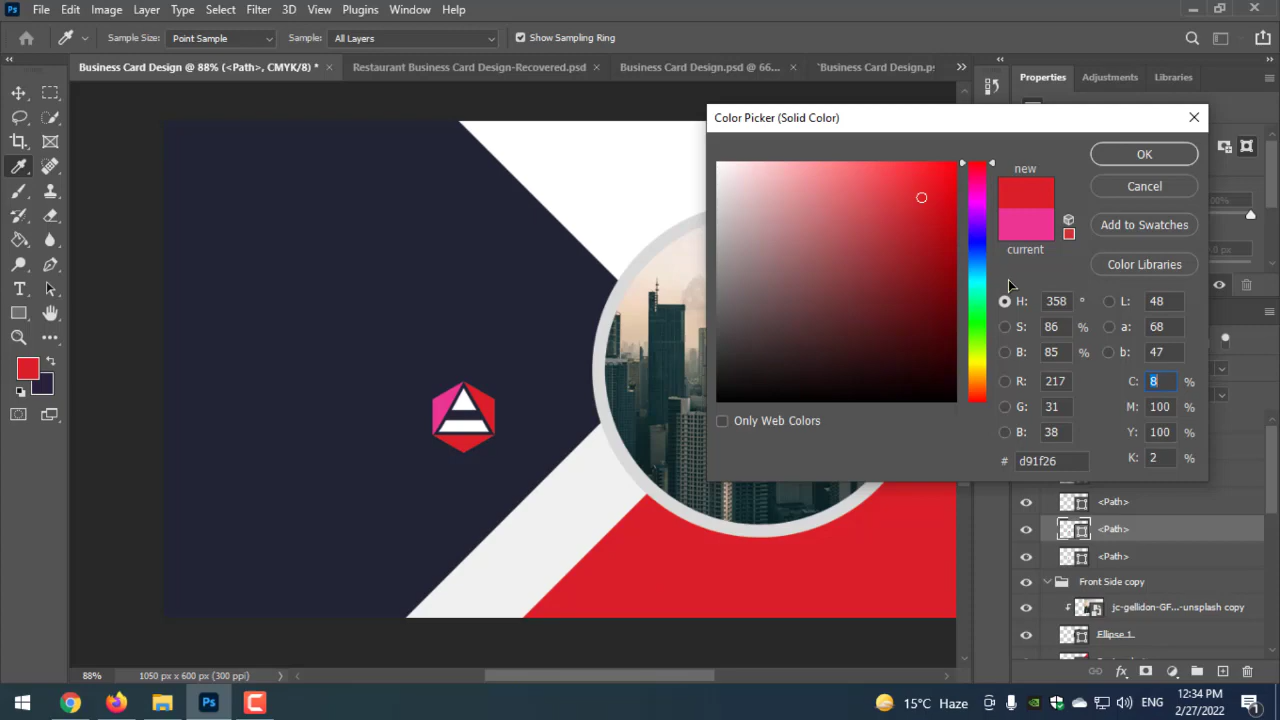 Ps File Edit Image Layer Type Select Filter 3D View Plugins Window Help
Sample Size: Point Sample Sample: All Layers Show Sampling Ring
Business Card Design @ 88% (<Path>, CMYK/8) * × Restaurant Business Card Design-Recovered.psd × Business Card Design.psd @ 66... × `Business Card Design.ps
Properties Adjustments Libraries
Color Picker (Solid Color)
new
current
OK
Cancel
Add to Swatches
Color Libraries
H: 358 ° L: 48
S: 86 % a: 68
B: 85 % b: 47
R: 217 C: 8 %
G: 31 M: 100 %
B: 38 Y: 100 %
# d91f26 K: 2 %
Only Web Colors
<Path>
<Path>
<Path>
Front Side copy
jc-gellidon-GF...-unsplash copy
Ellipse 1
88% 1050 px x 600 px (300 ppi)
15°C Haze ENG 12:34 PM
2/27/2022
1